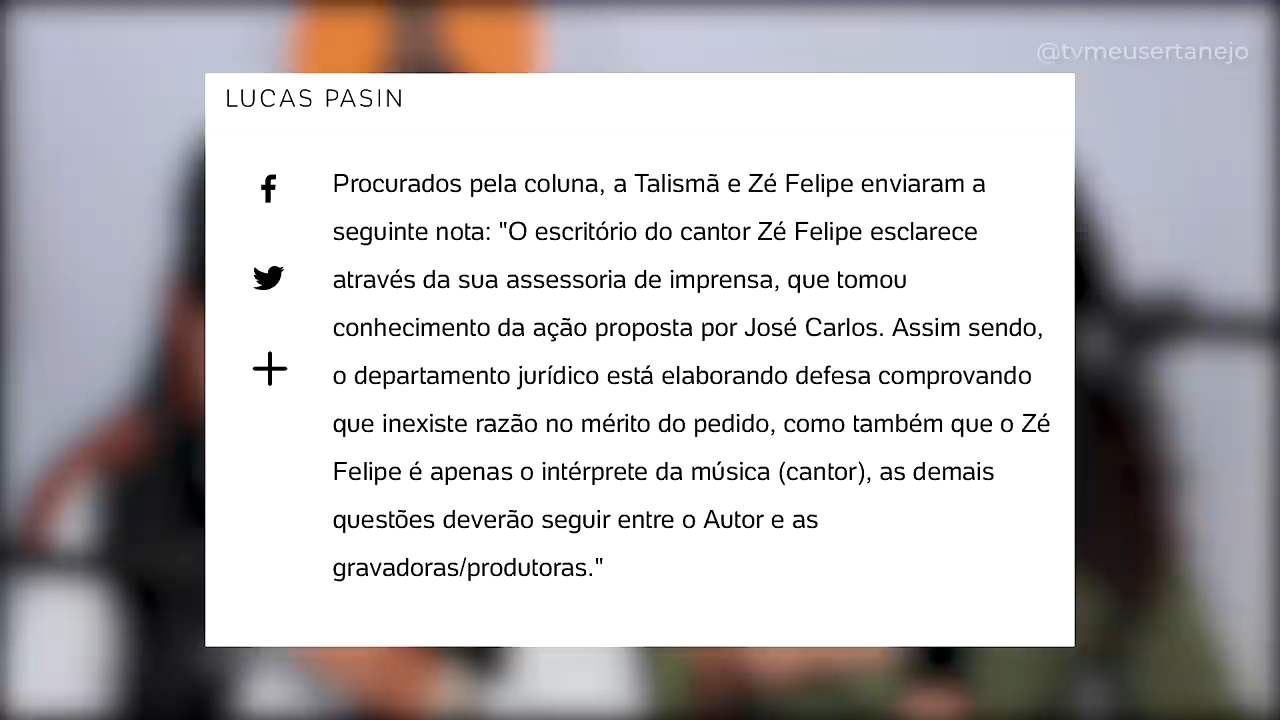 @tvmeusertanejo
LUCAS PASIN
Procurados pela coluna, a Talismã e Zé Felipe enviaram a
seguinte nota: "O escritório do cantor Zé Felipe esclarece
através da sua assessoria de imprensa, que tomou
conhecimento da ação proposta por José Carlos. Assim sendo,
o departamento jurídico está elaborando defesa comprovando
que inexiste razão no mérito do pedido, como também que o Zé
Felipe é apenas o intérprete da música (cantor), as demais
questões deverão seguir entre o Autor e as
gravadoras/produtoras."